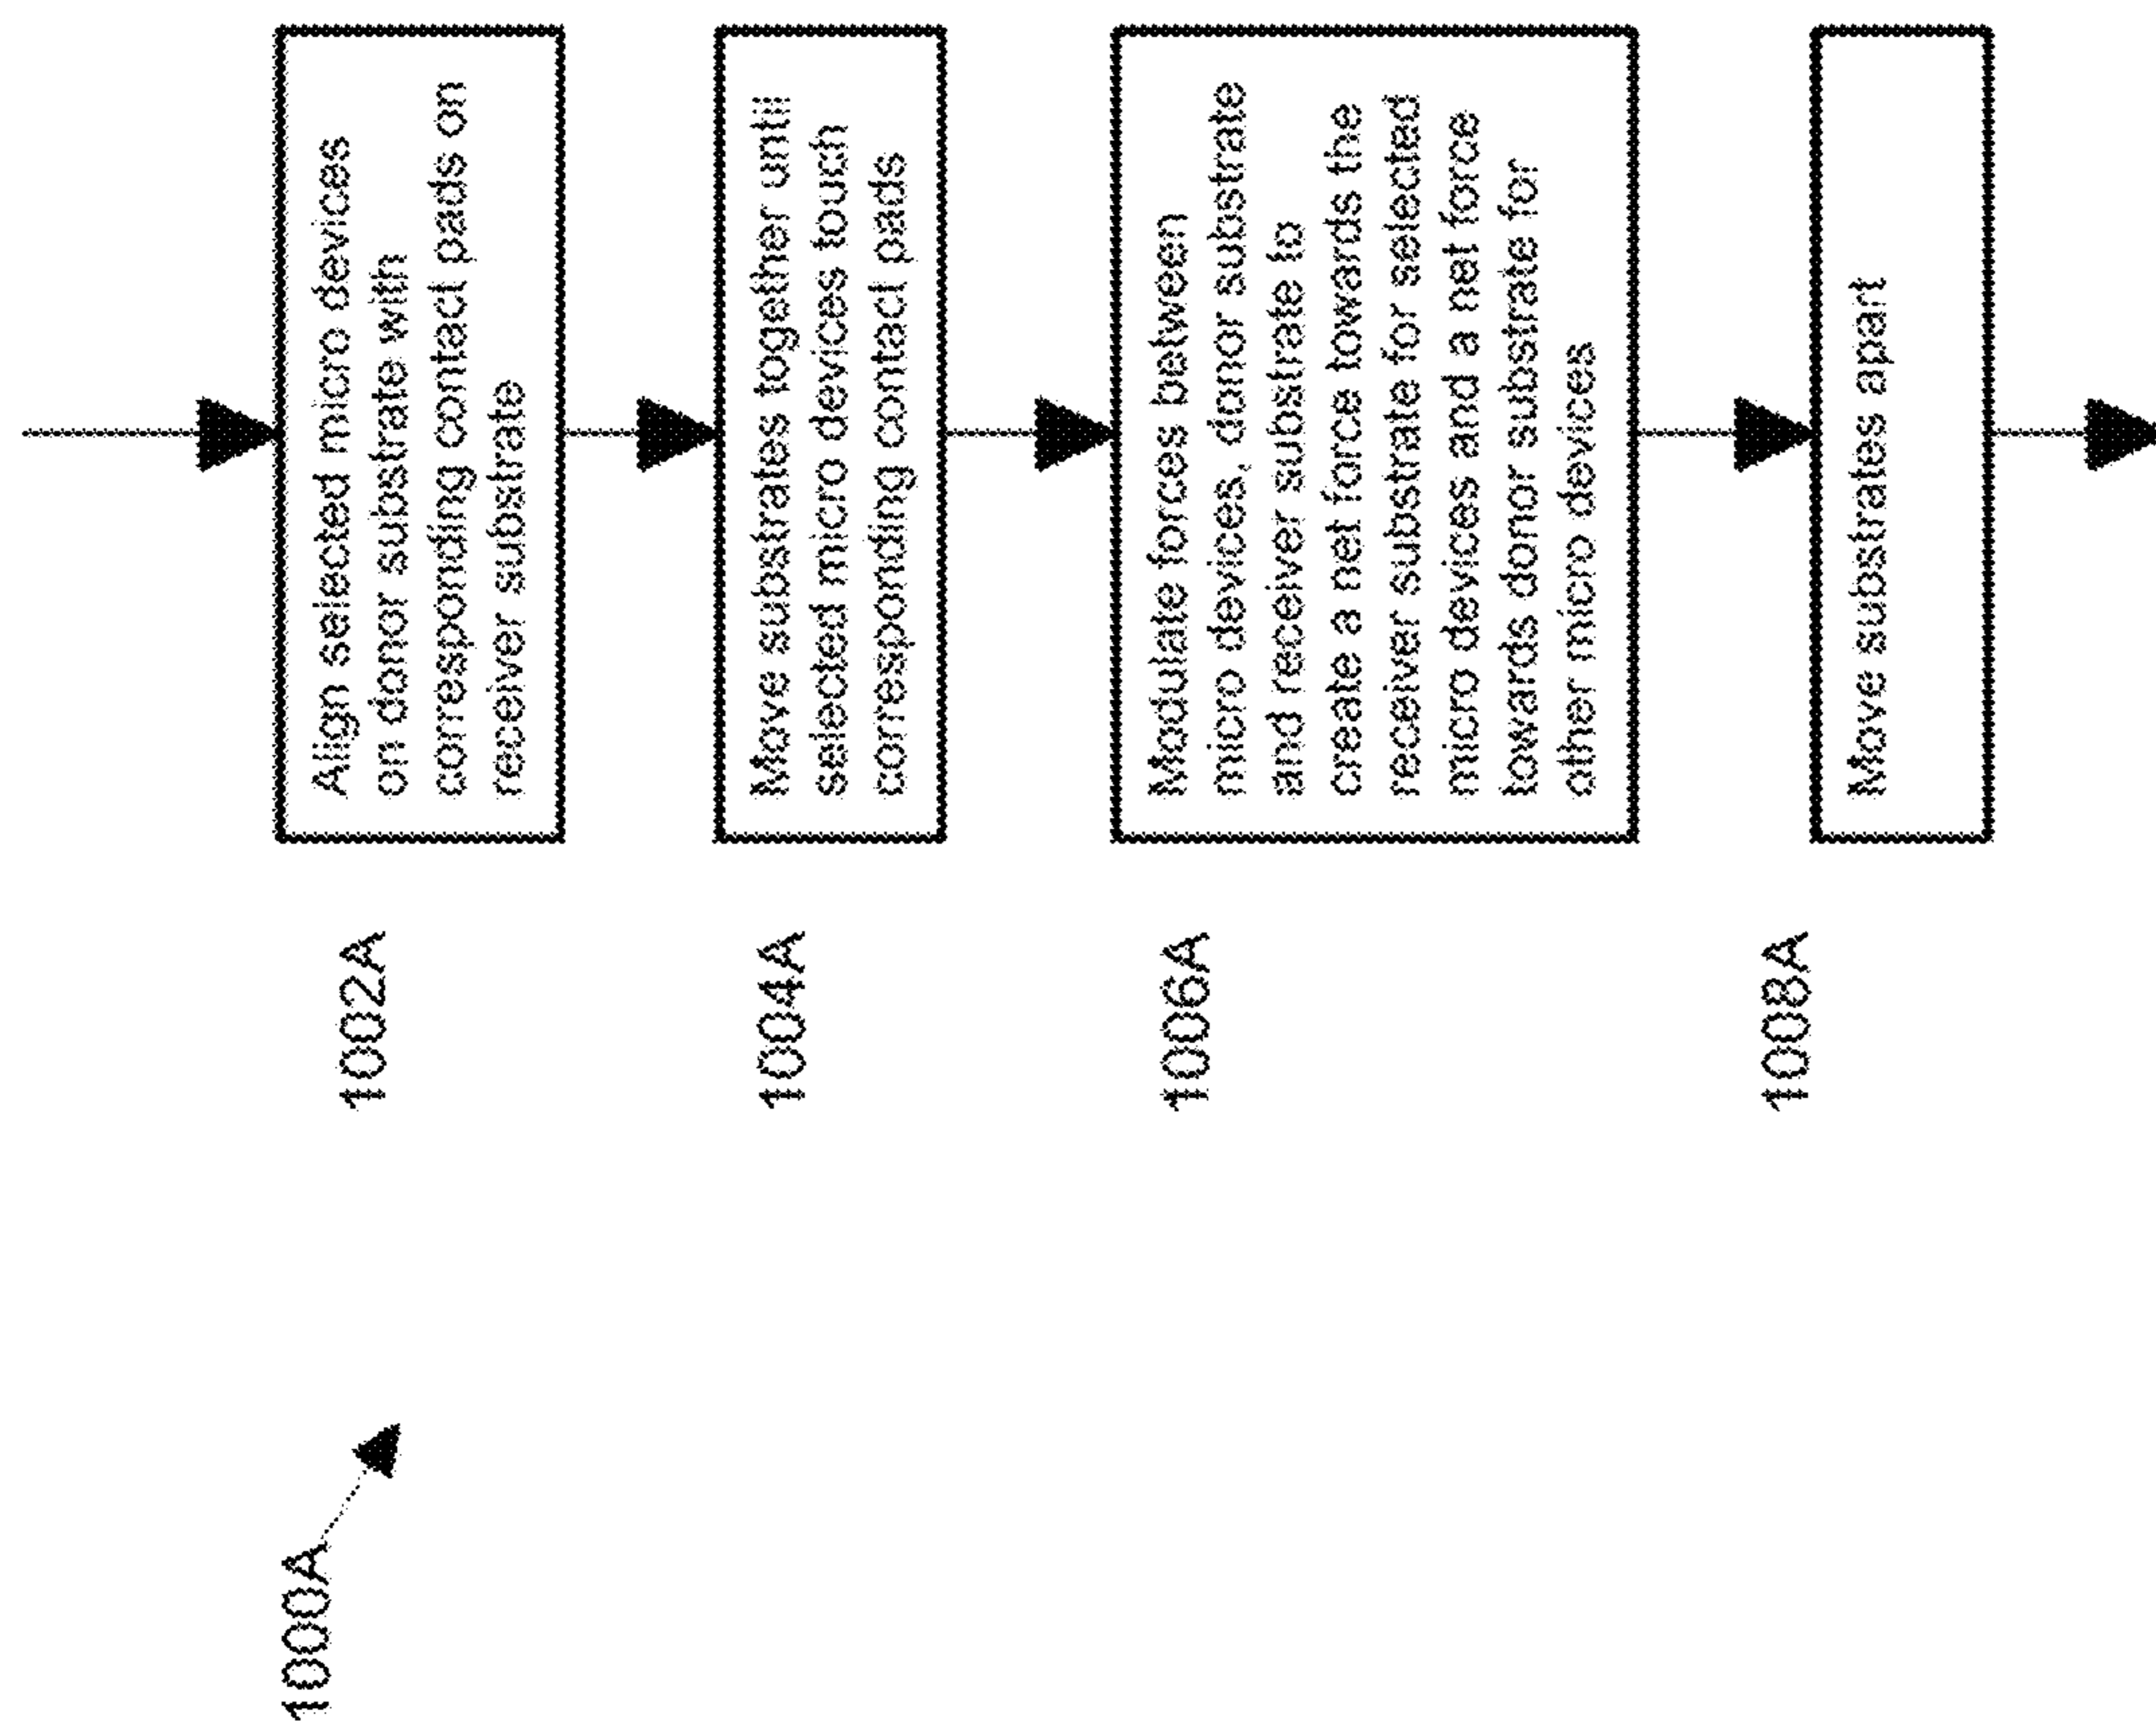 1000A
1002A
Align selected micro devices
on donor substrate with
corresponding contact pads on
receiver substrate
1004A
Move substrates together until
selected micro devices touch
corresponding contact pads
1006A
Modulate forces between
micro devices, donor substrate
and receiver substrate to
create a net force towards the
receiver substrate for selected
micro devices and a net force
towards donor substrate for
other micro devices
1008A
Move substrates apart